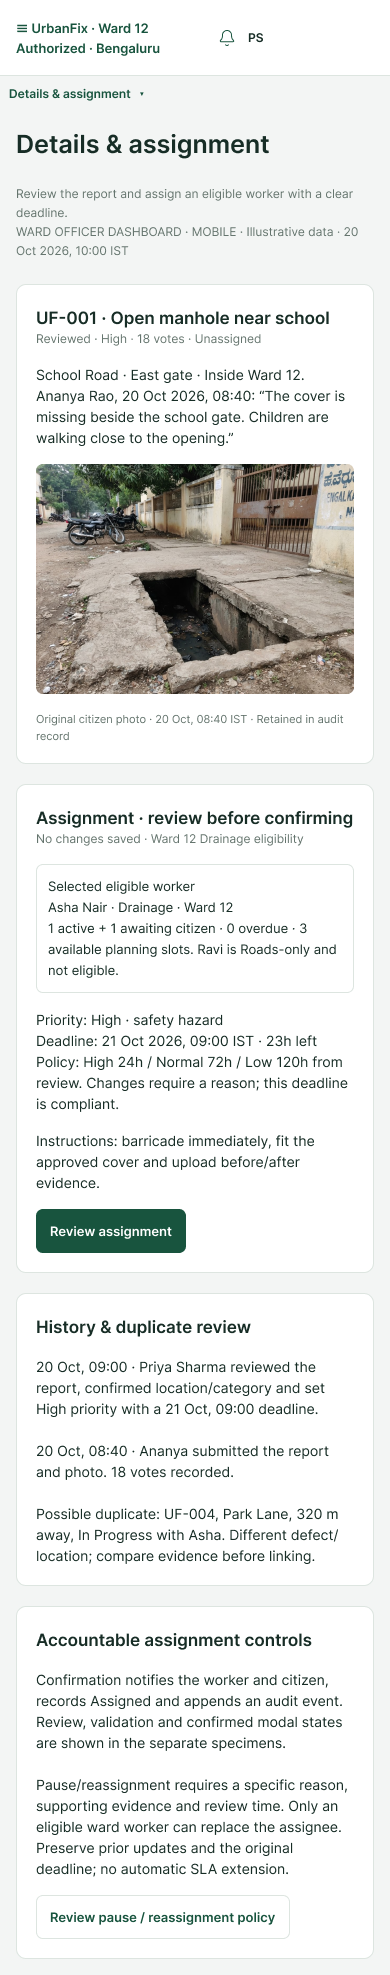 ≡ UrbanFix · Ward 12
Authorized · Bengaluru
PS
Details & assignment
Details & assignment
Review the report and assign an eligible worker with a clear
deadline.
WARD OFFICER DASHBOARD · MOBILE · Illustrative data · 20
Oct 2026, 10:00 IST
UF-001 · Open manhole near school
Reviewed · High · 18 votes · Unassigned
School Road · East gate · Inside Ward 12.
Ananya Rao, 20 Oct 2026, 08:40: “The cover is
missing beside the school gate. Children are
walking close to the opening.”
Original citizen photo · 20 Oct, 08:40 IST · Retained in audit
record
Assignment · review before confirming
No changes saved · Ward 12 Drainage eligibility
Selected eligible worker
Asha Nair · Drainage · Ward 12
1 active + 1 awaiting citizen · 0 overdue · 3
available planning slots. Ravi is Roads-only and
not eligible.
Priority: High · safety hazard
Deadline: 21 Oct 2026, 09:00 IST · 23h left
Policy: High 24h / Normal 72h / Low 120h from
review. Changes require a reason; this deadline
is compliant.
Instructions: barricade immediately, fit the
approved cover and upload before/after
evidence.
Review assignment
History & duplicate review
20 Oct, 09:00 · Priya Sharma reviewed the
report, confirmed location/category and set
High priority with a 21 Oct, 09:00 deadline.
20 Oct, 08:40 · Ananya submitted the report
and photo. 18 votes recorded.
Possible duplicate: UF-004, Park Lane, 320 m
away, In Progress with Asha. Different defect/
location; compare evidence before linking.
Accountable assignment controls
Confirmation notifies the worker and citizen,
records Assigned and appends an audit event.
Review, validation and confirmed modal states
are shown in the separate specimens.
Pause/reassignment requires a specific reason,
supporting evidence and review time. Only an
eligible ward worker can replace the assignee.
Preserve prior updates and the original
deadline; no automatic SLA extension.
Review pause / reassignment policy